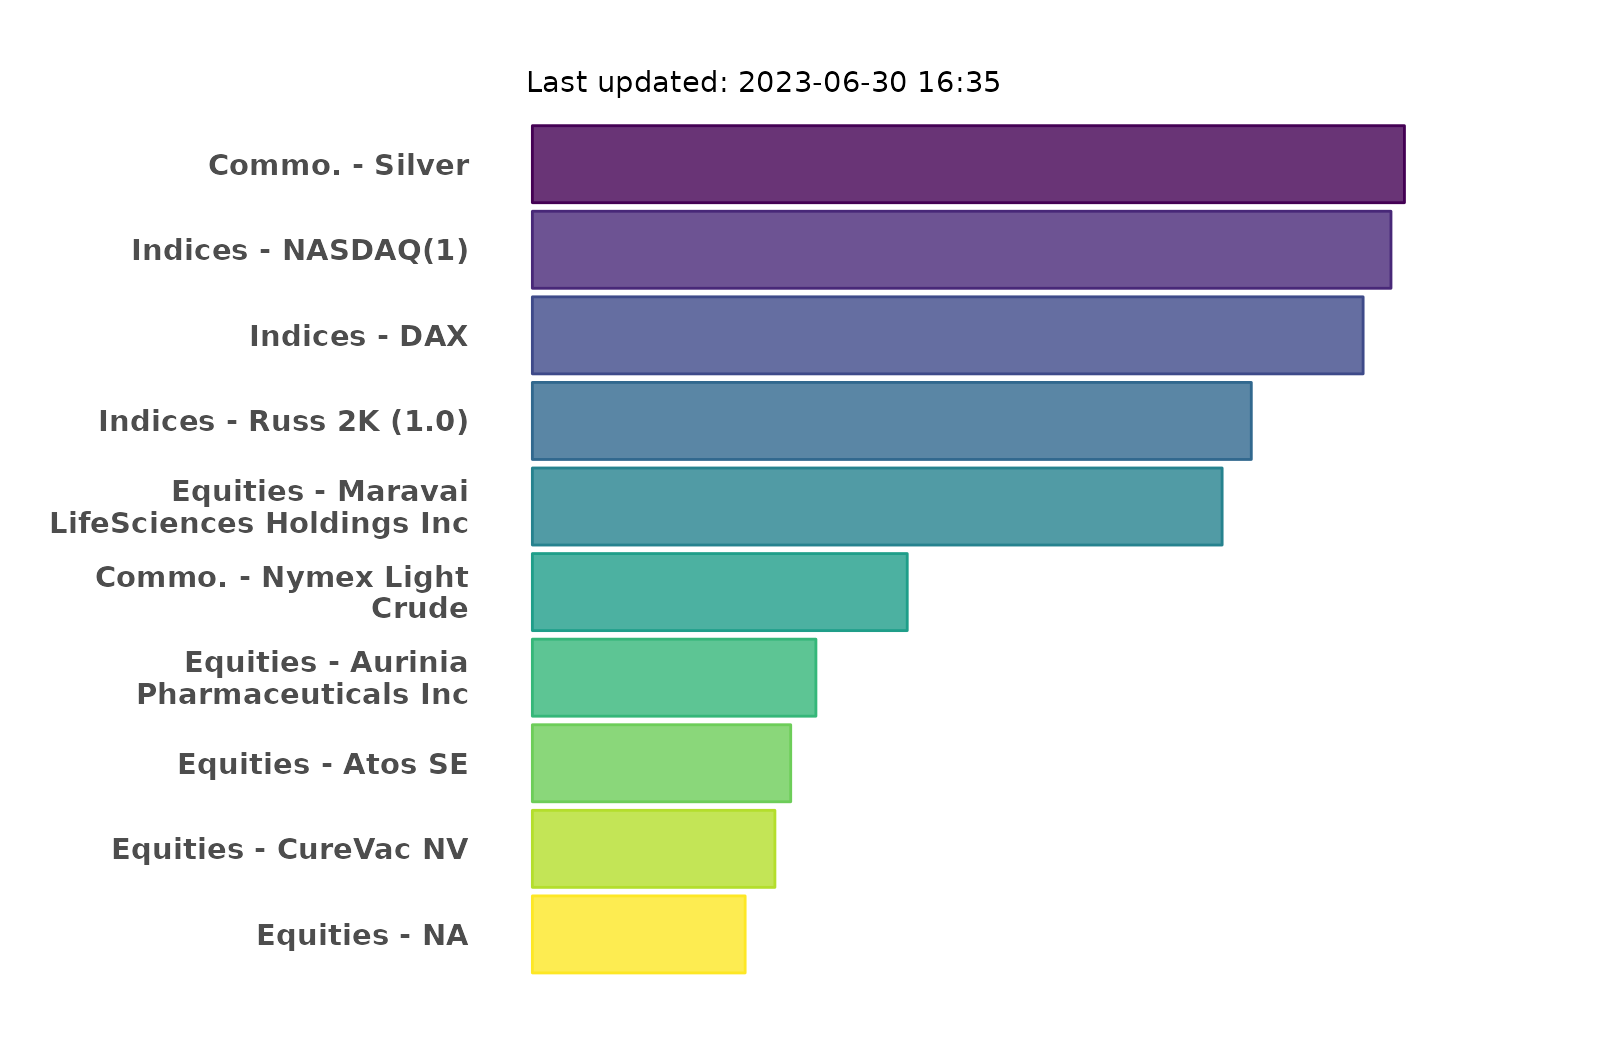 Last updated: 2023-06-30 16:35
Commo. - Silver
Indices - NASDAQ(1)
Indices - DAX
Indices - Russ 2K (1.0)
Equities - Maravai
LifeSciences Holdings Inc
Commo. - Nymex Light
Crude
Equities - Aurinia
Pharmaceuticals Inc
Equities - Atos SE
Equities - CureVac NV
Equities - NA